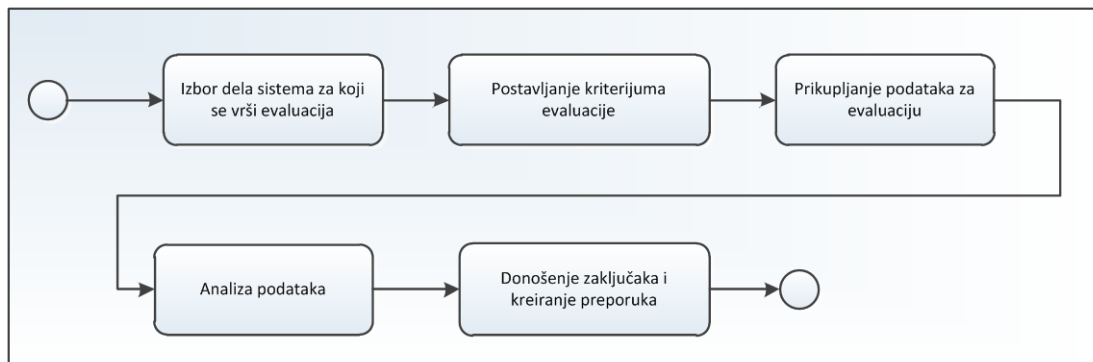 Izbor dela sistema za koji
se vrši evaluacija
Postavljanje kriterijuma
evaluacije
Prikupljanje podataka za
evaluaciju
Analiza podataka
Donošenje zaključaka i
kreiranje preporuka